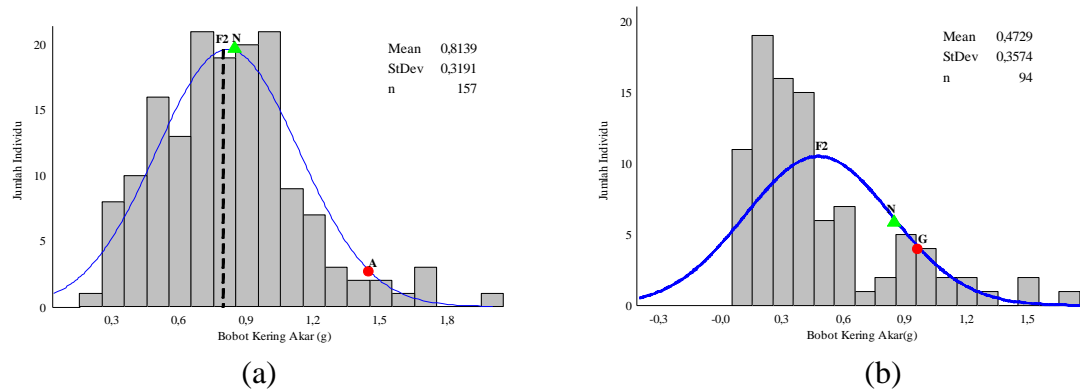 20
15
10
5
0
Jumlah Individu
F2 N
A
Mean 0,8139
StDev 0,3191
n 157
0,3 0,6 0,9 1,2 1,5 1,8
Bobot Kering Akar (g)
(a)
20
15
10
5
0
Jumlah Individu
F2
N
G
Mean 0,4729
StDev 0,3574
n 94
-0,3 -0,0 0,3 0,6 0,9 1,2 1,5
Bobot Kering Akar(g)
(b)